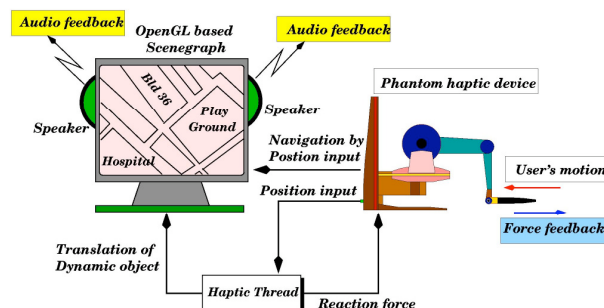 Audio feedback
OpenGL based
Scenegraph
Audio feedback
Bld 36
Play
Ground
Hospital
Speaker
Speaker
Phantom haptic device
Navigation by
Postion input
Position input
User's motion
Force feedback
Translation of
Dynamic object
Haptic Thread
Reaction force